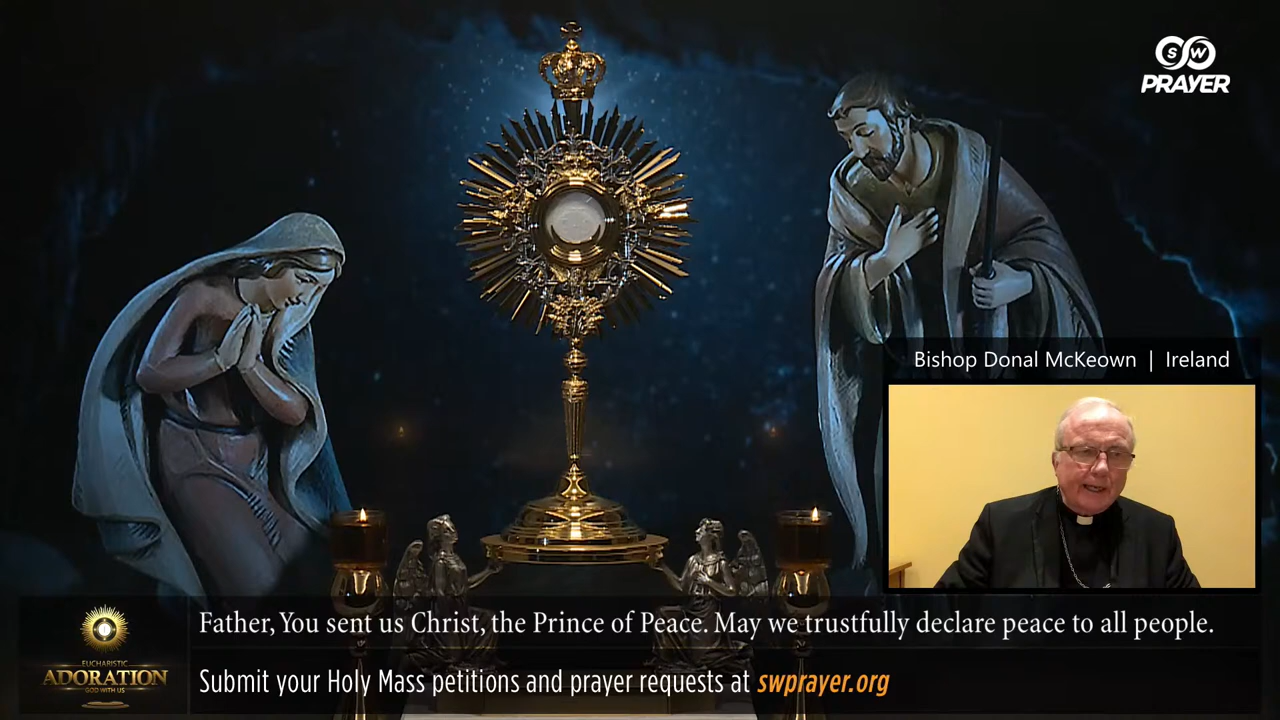 SW
PRAYER
Bishop Donal McKeown | Ireland
Father, You sent us Christ, the Prince of Peace. May we trustfully declare peace to all people.
EUCHARISTIC
ADORATION
GOD WITH US
Submit your Holy Mass petitions and prayer requests at swprayer.org